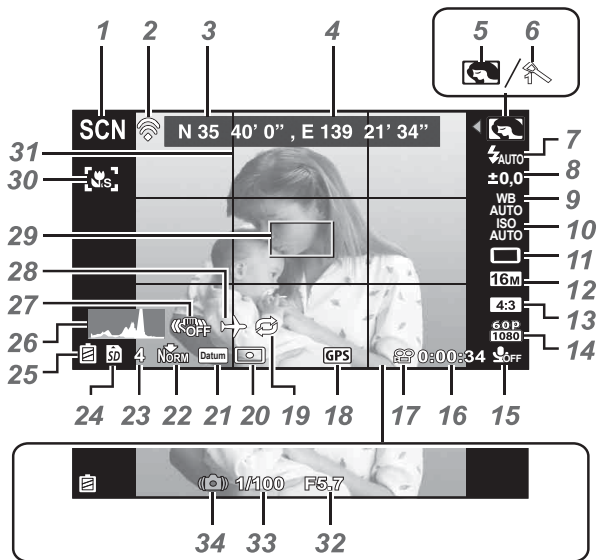 1 2 3 4 5 6
/
SCN N 35 40’ 0” , E 139 21’ 34”
31 7
AUTO
30 S ±0,0 8
WB
AUTO 9
29 ISO
AUTO 10
28 11
27 OFF 16M 12
26 4:3 13
60p
1080 14
25 SD 4 NORM Datum GPS 0:00:34 OFF
24 23 22 21 20 19 18 17 16 15
1/100 F5.7
34 33 32